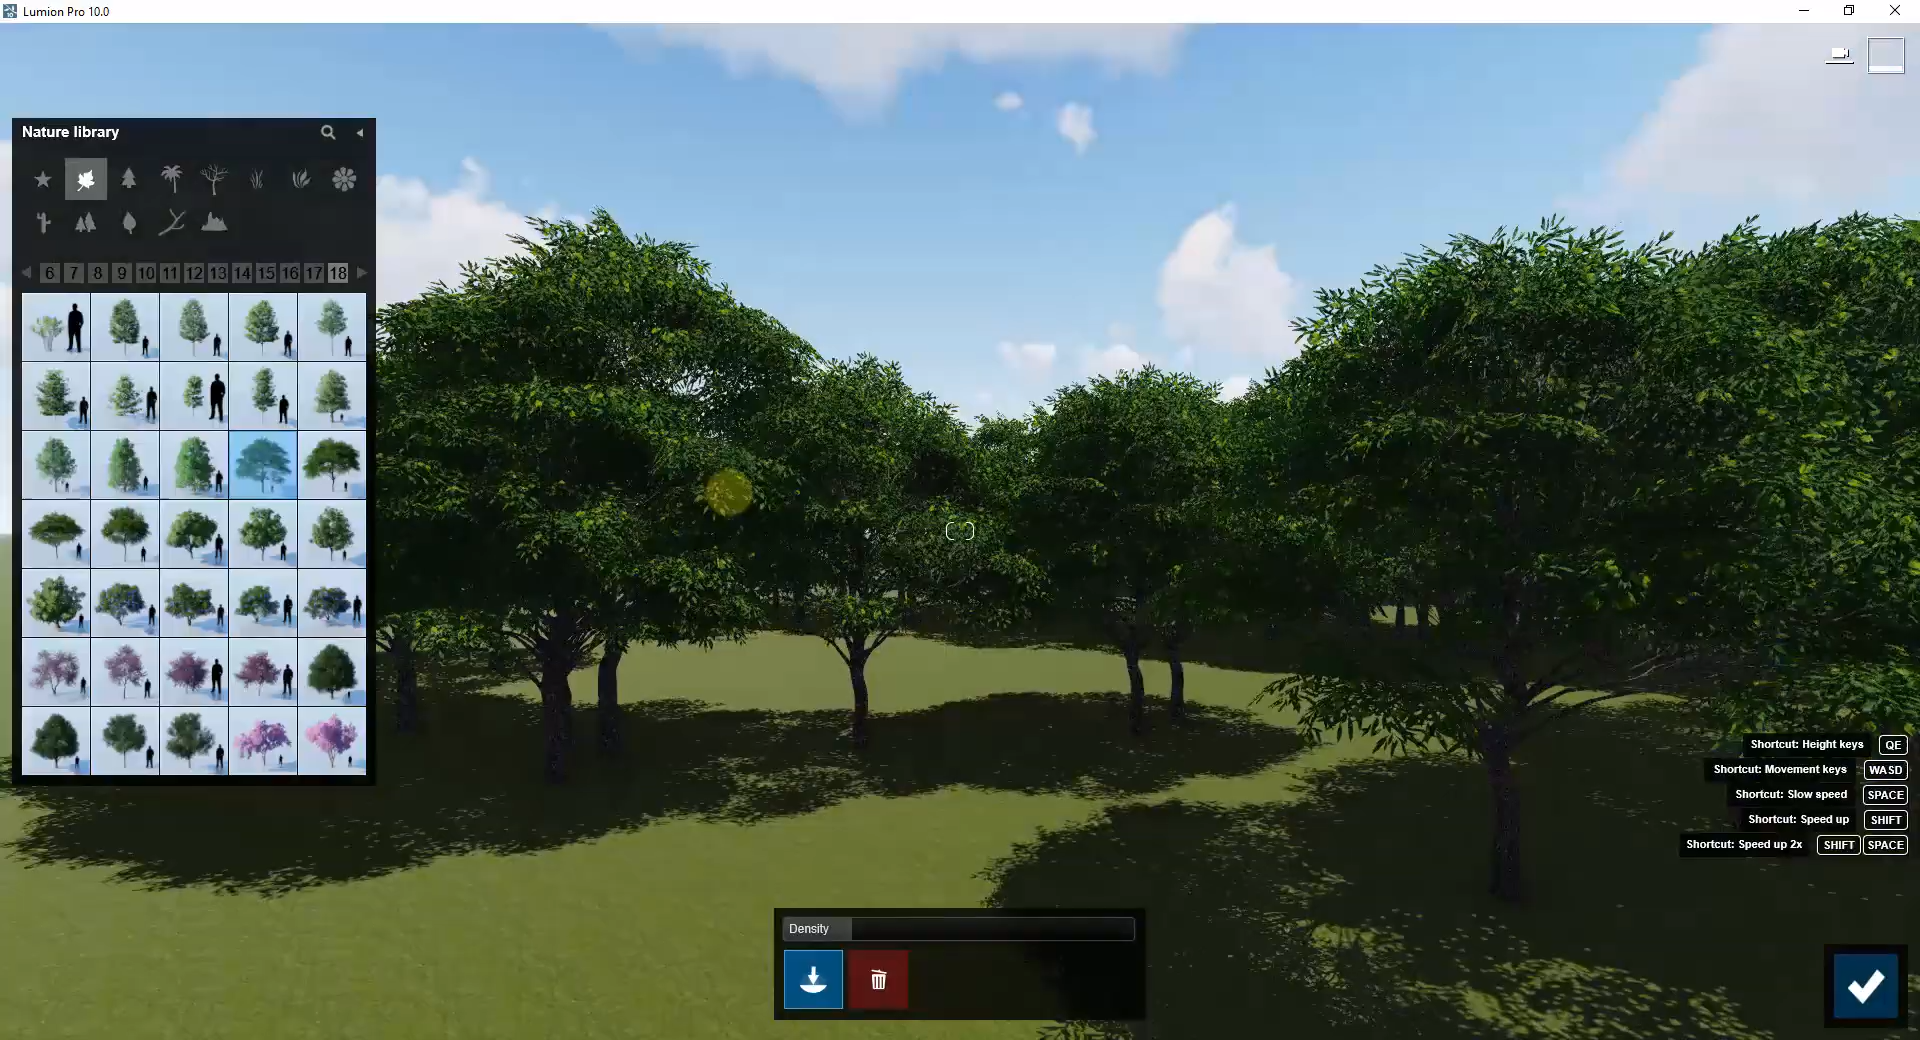 Lumion Pro 10.0
Nature library
6 7 8 9 10 11 12 13 14 15 16 17 18
Shortcut: Height keys QE
Shortcut: Movement keys WASD
Shortcut: Slow speed SPACE
Shortcut: Speed up SHIFT
Shortcut: Speed up 2x SHIFT SPACE
Density